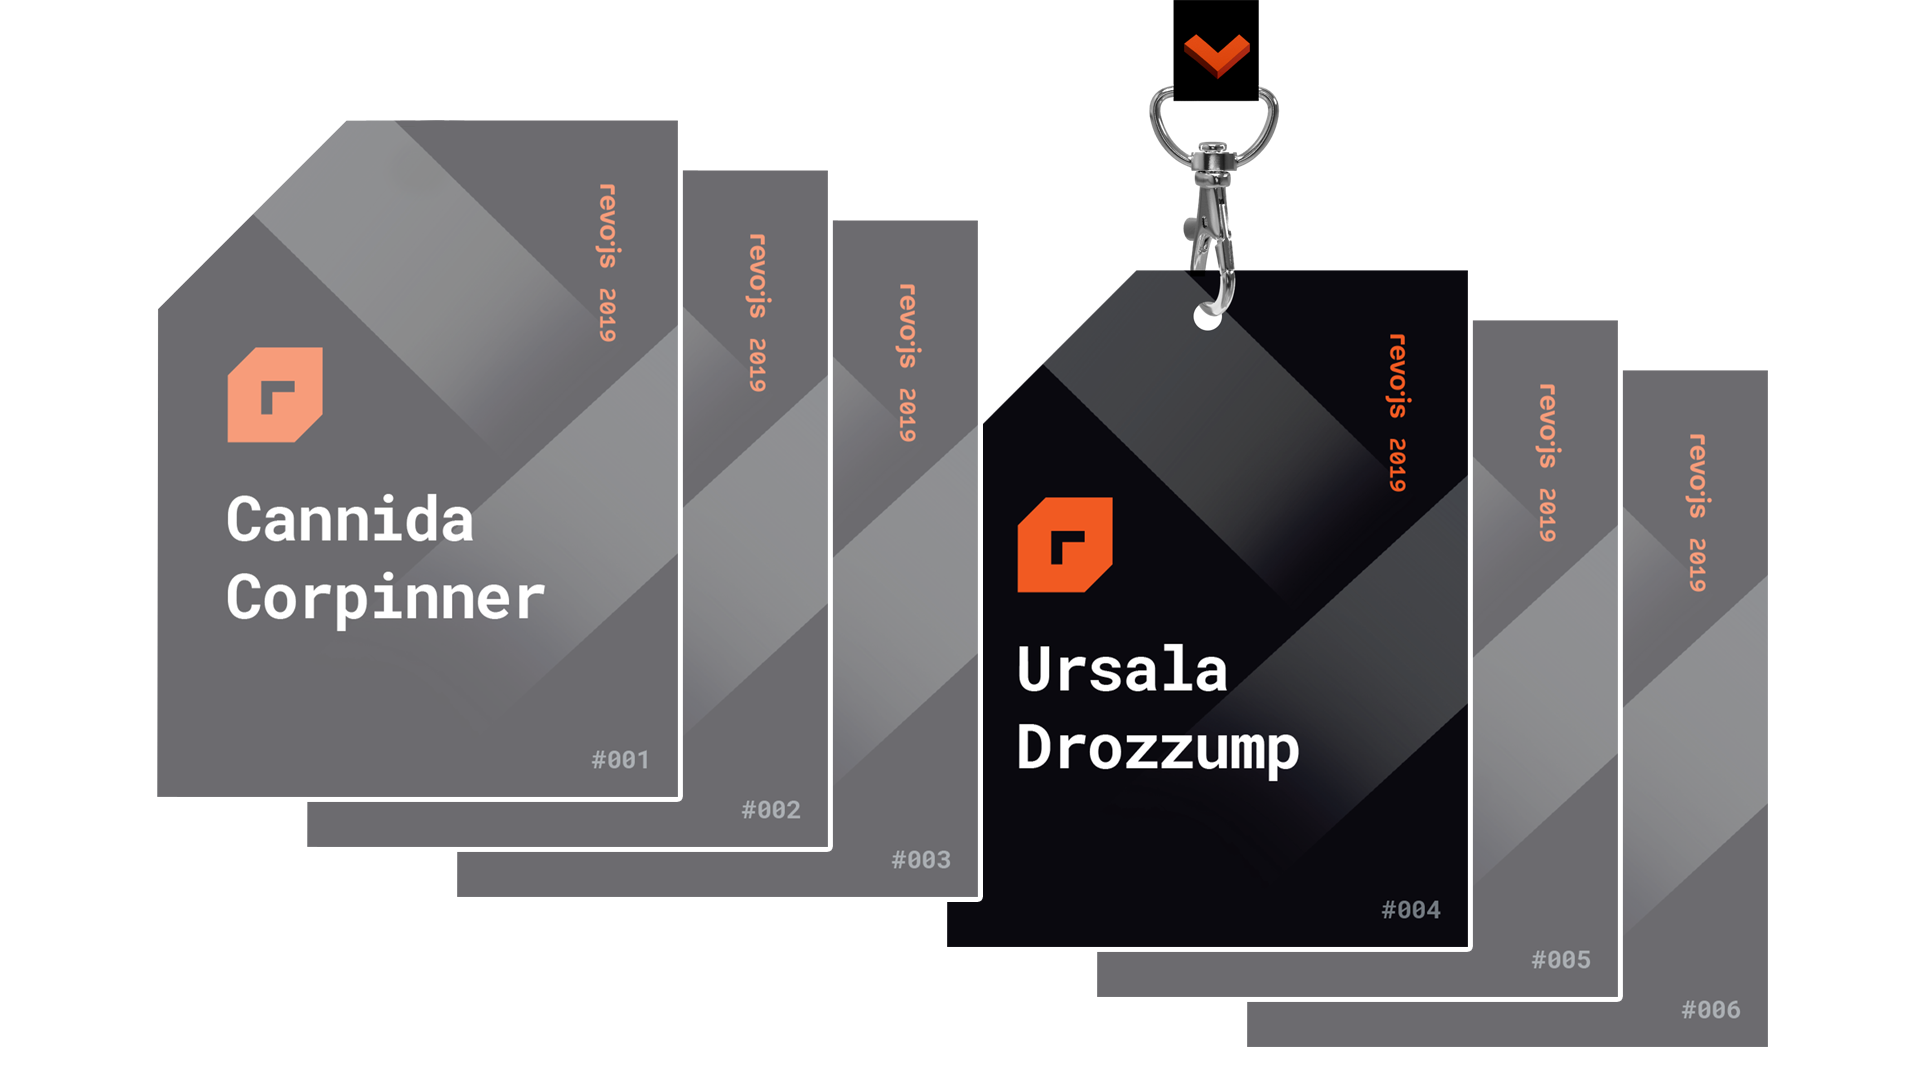 revo.js 2019
Cannida
Corpinner
#001
revo.js 2019
#002
revo.js 2019
#003
revo.js 2019
Ursala
Drozzump
#004
revo.js 2019
#005
revo.js 2019
#006